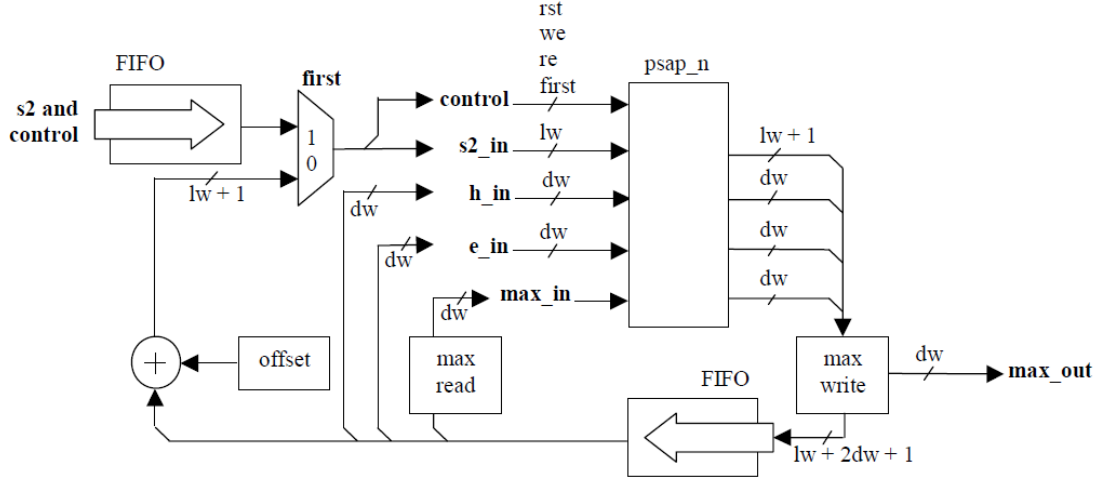 rst
we
re
first
FIFO
first
psap_n
s2 and
control
control
1
0
s2_in
lw
lw + 1
lw + 1
dw
h_in
dw
dw
dw
e_in
dw
dw
dw
max_in
dw
offset
max
read
FIFO
max
write
dw
max_out
lw + 2dw + 1